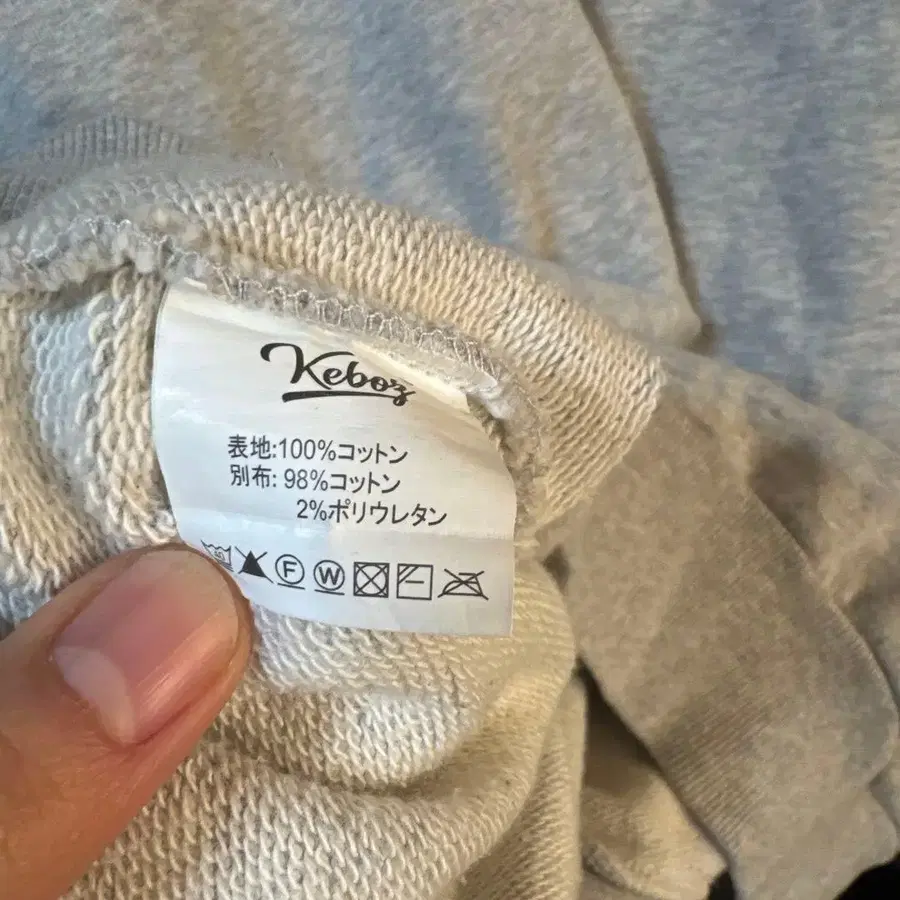 Keboz
表地:100%コットン
別布:98%コットン
2%ポリウレタン
40 F W